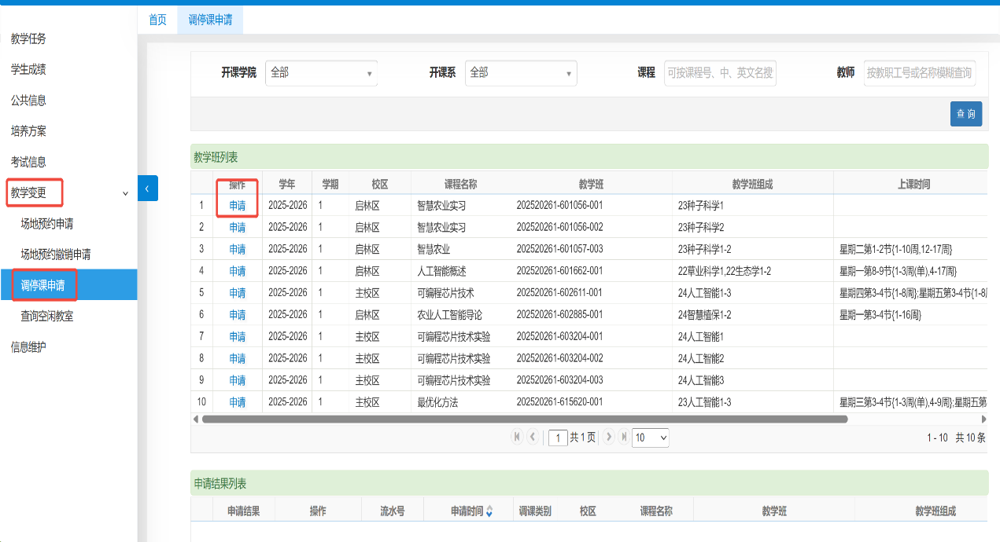 首页 调停课申请
教学任务
学生成绩
公共信息
培养方案
考试信息
教学变更
场地预约申请
场地预约撤销申请
调停课申请
查询空闲教室
信息维护
开课学院 全部 开课系 全部 课程 可按课程号、中、英文名搜 教师 按教职工号或名称模糊查询
查 询
教学班列表
操作 学年 学期 校区 课程名称 教学班 教学班组成 上课时间
1 申请 2025-2026 1 启林区 智慧农业实习 202520261-601056-001 23种子科学1
2 申请 2025-2026 1 启林区 智慧农业实习 202520261-601056-002 23种子科学2
3 申请 2025-2026 1 启林区 智慧农业 202520261-601057-003 23种子科学1-2 星期二第1-2节{1-10周,12-17周}
4 申请 2025-2026 1 启林区 人工智能概述 202520261-601662-001 22草业科学1,22生态学1-2 星期一第8-9节{1-3周(单),4-17周}
5 申请 2025-2026 1 主校区 可编程芯片技术 202520261-602611-001 24人工智能1-3 星期四第3-4节{1-8周};星期五第3-4节{1-8周
6 申请 2025-2026 1 启林区 农业人工智能导论 202520261-602885-001 24智慧植保1-2 星期一第3-4节{1-16周}
7 申请 2025-2026 1 主校区 可编程芯片技术实验 202520261-603204-001 24人工智能1
8 申请 2025-2026 1 主校区 可编程芯片技术实验 202520261-603204-002 24人工智能2
9 申请 2025-2026 1 主校区 可编程芯片技术实验 202520261-603204-003 24人工智能3
10 申请 2025-2026 1 主校区 最优化方法 202520261-615620-001 23人工智能1-3 星期三第3-4节{1-3周(单),4-9周};星期五第
1 共 1 页 10 1 - 10 共 10 条
申请结果列表
申请结果 操作 流水号 申请时间 调课类别 校区 课程名称 教学班 教学班组成